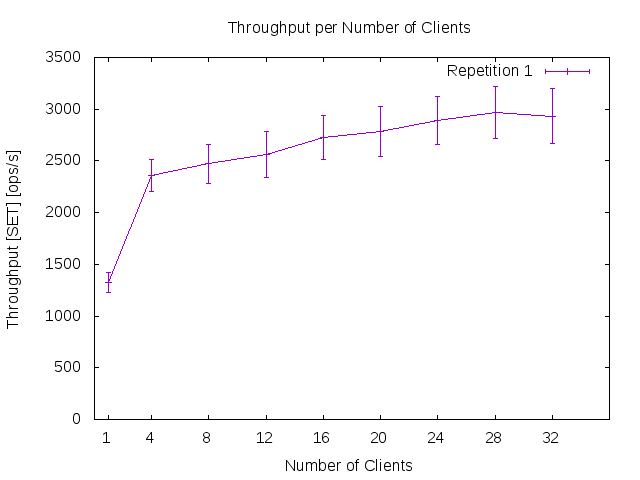 Throughput per Number of Clients
Repetition 1
Throughput [SET] [ops/s]
3500
3000
2500
2000
1500
1000
500
0
1 4 8 12 16 20 24 28 32
Number of Clients